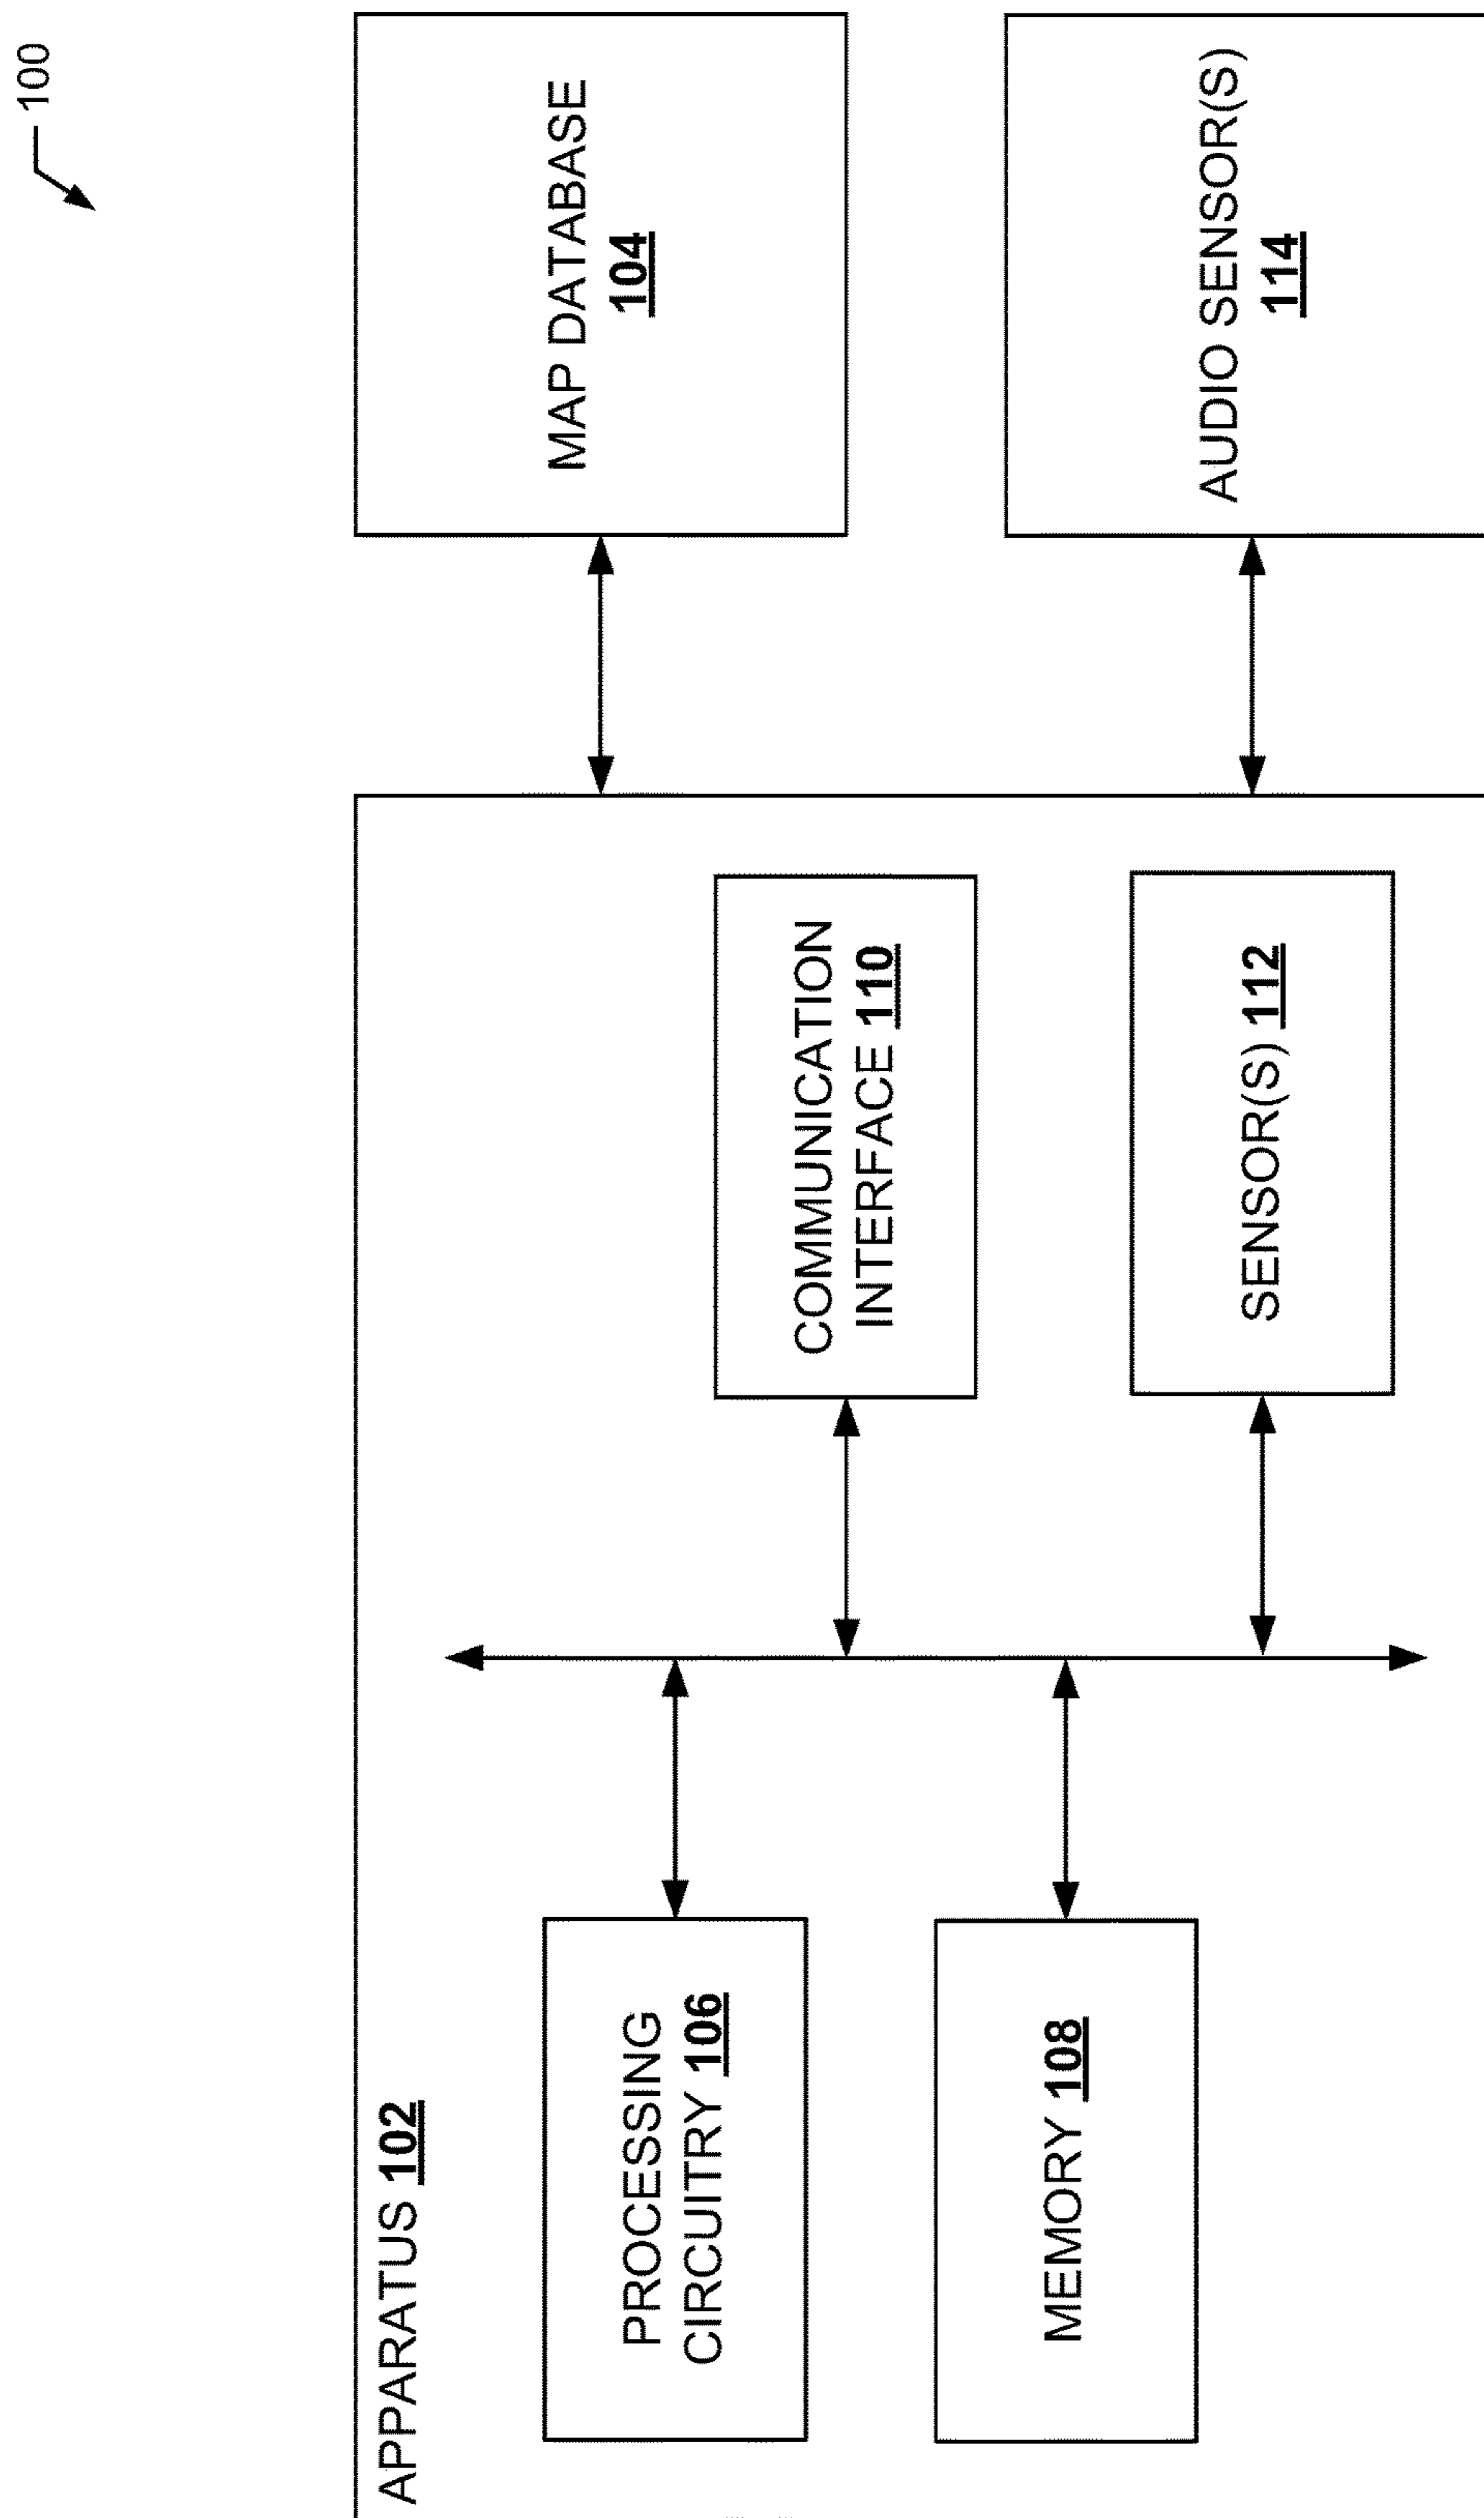 100
APPARATUS 102
PROCESSING
CIRCUITRY 106
MEMORY 108
COMMUNICATION
INTERFACE 110
SENSOR(S) 112
MAP DATABASE
104
AUDIO SENSOR(S)
114